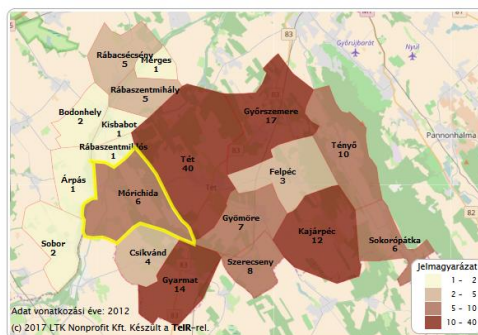 83
81
Győrújbarát
Nyúl
Rábacsécsény
5
Mérges
1
Rábaszentmihály
5
Győrszemere
17
Bodonhely
2
Kisbabot
1
Pannonhalma
Tényő
10
Rábaszentmiklós
1
Tét
40
Felpéc
3
Árpás
1
Mórichida
6
Gyömöre
7
Kajárpéc
12
Sokorópátka
6
Sobor
2
Csikvánd
4
Szerecseny
8
Gyarmat
14
82
Jelmagyarázat
1 - 2
2 - 5
5 - 10
10 - 40
Adat vonatkozási éve: 2012
(c) 2017 LTK Nonprofit Kft. Készült a TeIR-rel.